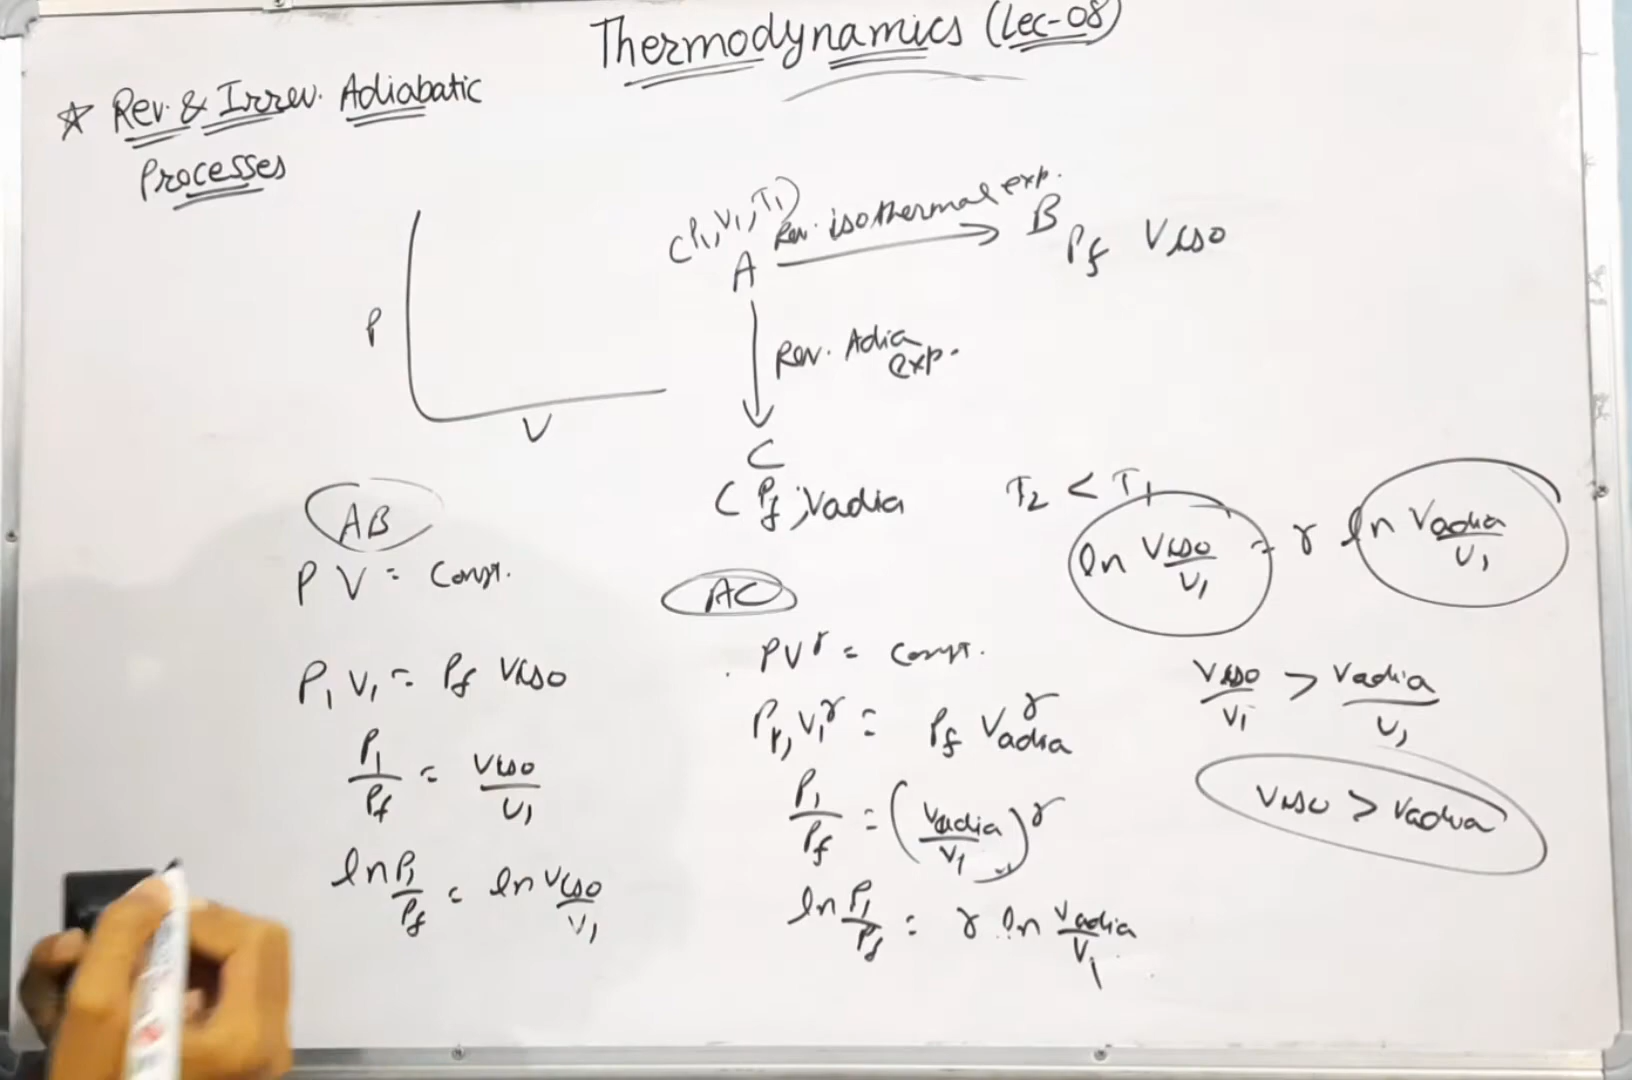 Thermodynamics (Lec-08)
☆ Rev. & Irrev. Adiabatic
Processes
P
V
(P₁, V₁, T₁)
A
Rev. isothermal exp.
B
Pf Viso
Rev. Adia
exp.
C
( Pf ; Vadia
T₂ < T₁
ln Viso/V₁ = γ ln Vadia/V₁
Viso/V₁ > Vadia/V₁
Viso > Vadia
AB
PV = Const.
P₁V₁ = Pf Viso
P₁/Pf = Viso/V₁
ln P₁/Pf = ln Viso/V₁
AC
PV^γ = Const.
P₁, V₁^γ = Pf Vadia^γ
P₁/Pf = (Vadia/V₁)^γ
ln P₁/Pf = γ ln Vadia/V₁